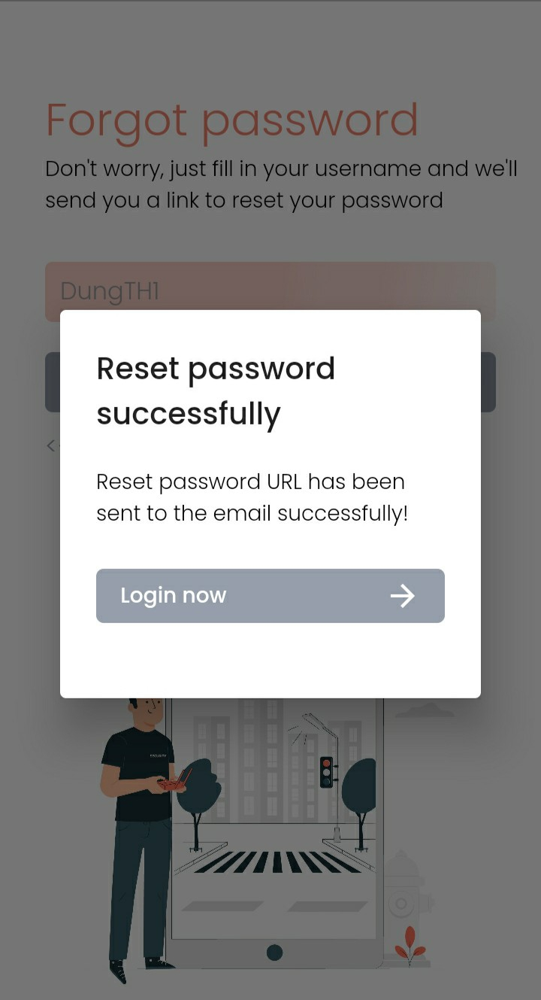 Forgot password
Don't worry, just fill in your username and we'll
send you a link to reset your password
DungTH1
Reset password
successfully
Reset password URL has been
sent to the email successfully!
Login now
SECURITY